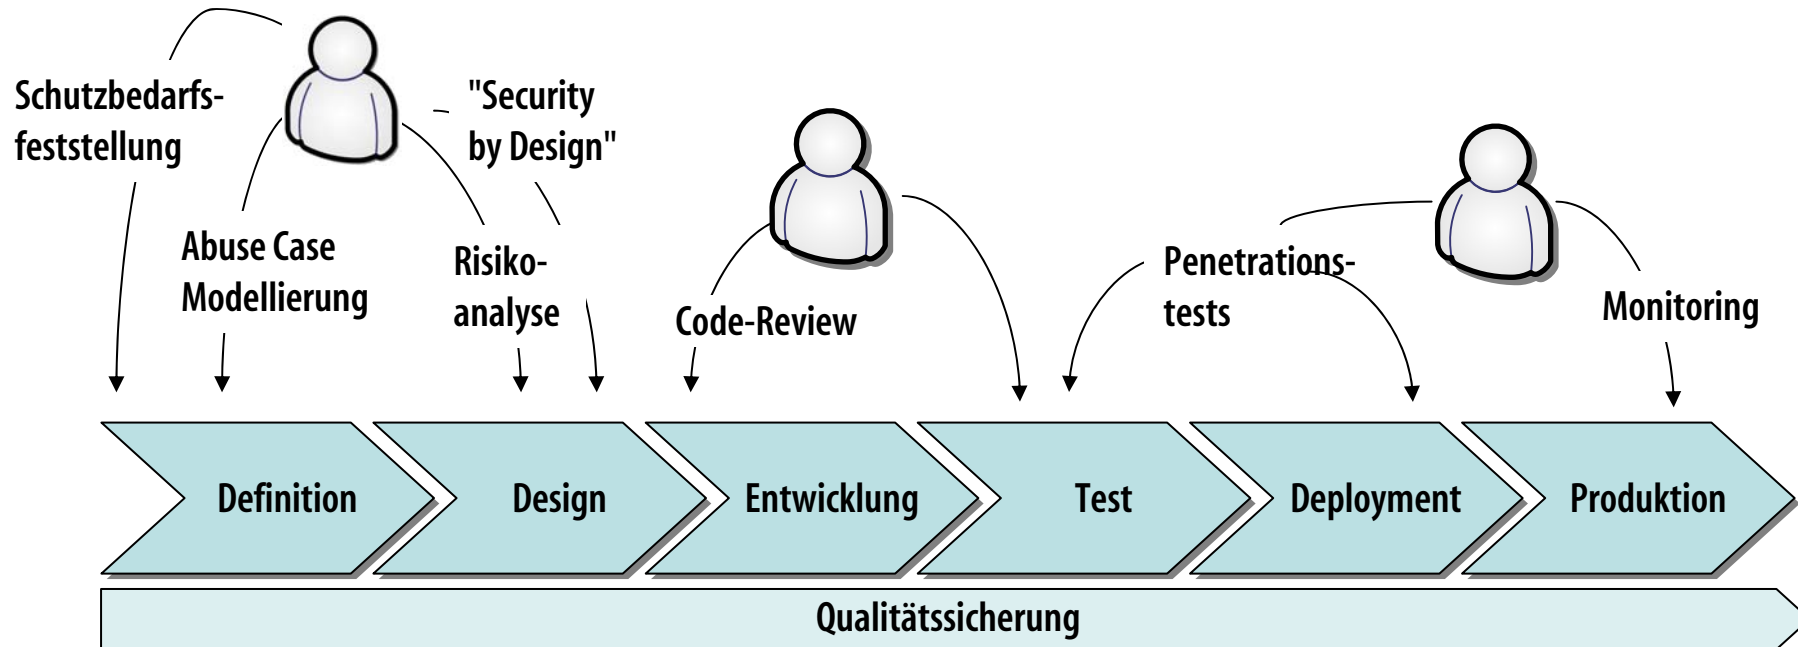 Schutzbedarfs-
feststellung
"Security
by Design"
Abuse Case
Modellierung
Risiko-
analyse
Code-Review
Penetrations-
tests
Monitoring
Definition
Design
Entwicklung
Test
Deployment
Produktion
Qualitätssicherung